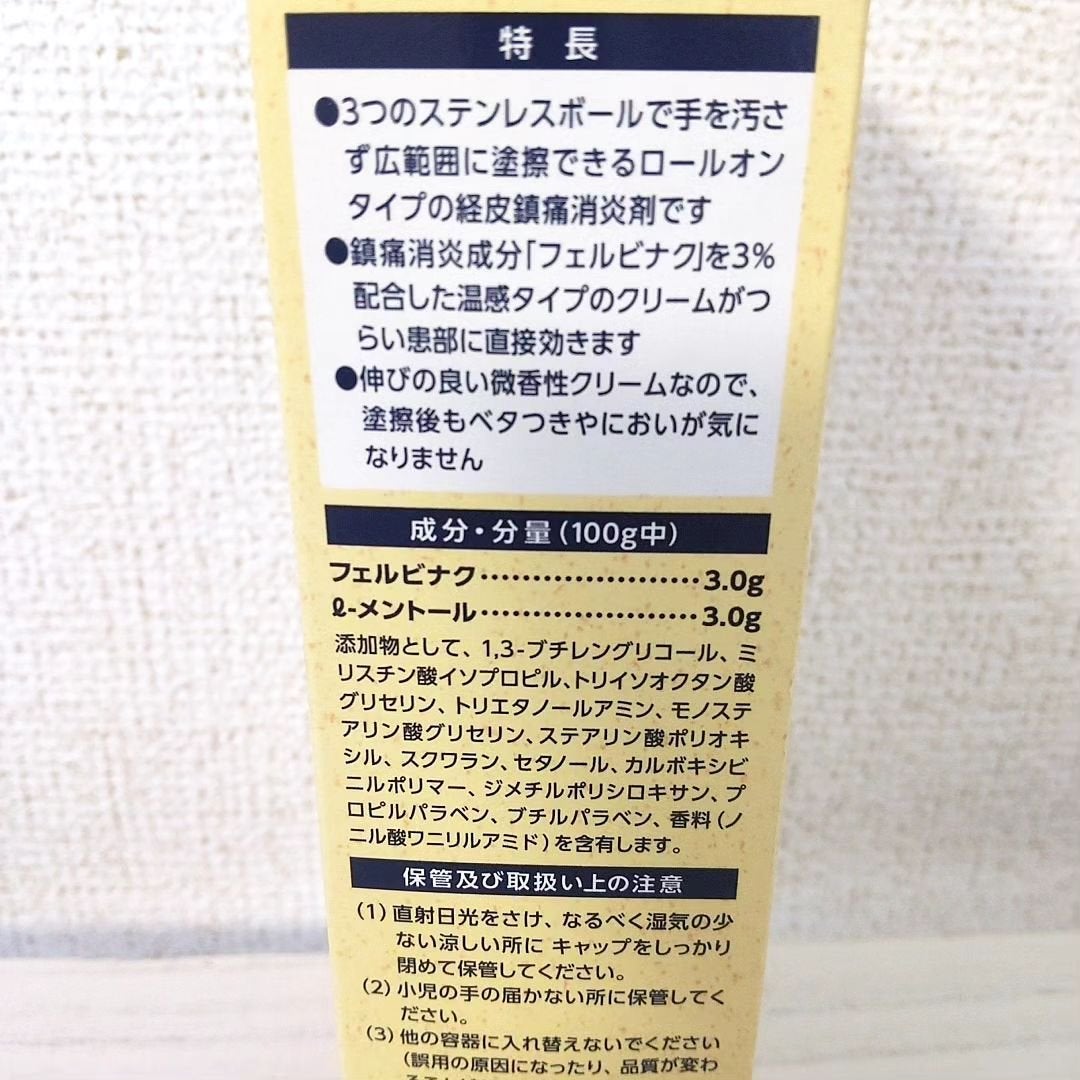 特長
●3つのステンレスボールで手を汚さ
ず広範囲に塗擦できるロールオン
タイプの経皮鎮痛消炎剤です
●鎮痛消炎成分「フェルビナク」を3%
配合した温感タイプのクリームがつ
らい患部に直接効きます
●伸びの良い微香性クリームなので、
塗擦後もベタつきやにおいが気に
なりません
成分・分量(100g中)
フェルビナク……………………3.0g
ℓ-メントール……………………3.0g
添加物として、1,3-ブチレングリコール、ミ
リスチン酸イソプロピル、トリイソオクタン酸
グリセリン、トリエタノールアミン、モノステ
アリン酸グリセリン、ステアリン酸ポリオキ
シル、スクワラン、セタノール、カルボキシビ
ニルポリマー、ジメチルポリシロキサン、プ
ロピルパラベン、ブチルパラベン、香料(ノ
ニル酸ワニリルアミド)を含有します。
保管及び取扱い上の注意
(1)直射日光をさけ、なるべく湿気の少
ない涼しい所に キャップをしっかり
閉めて保管してください。
(2)小児の手の届かない所に保管してく
ださい。
(3)他の容器に入れ替えないでください
(誤用の原因になったり、品質が変わ